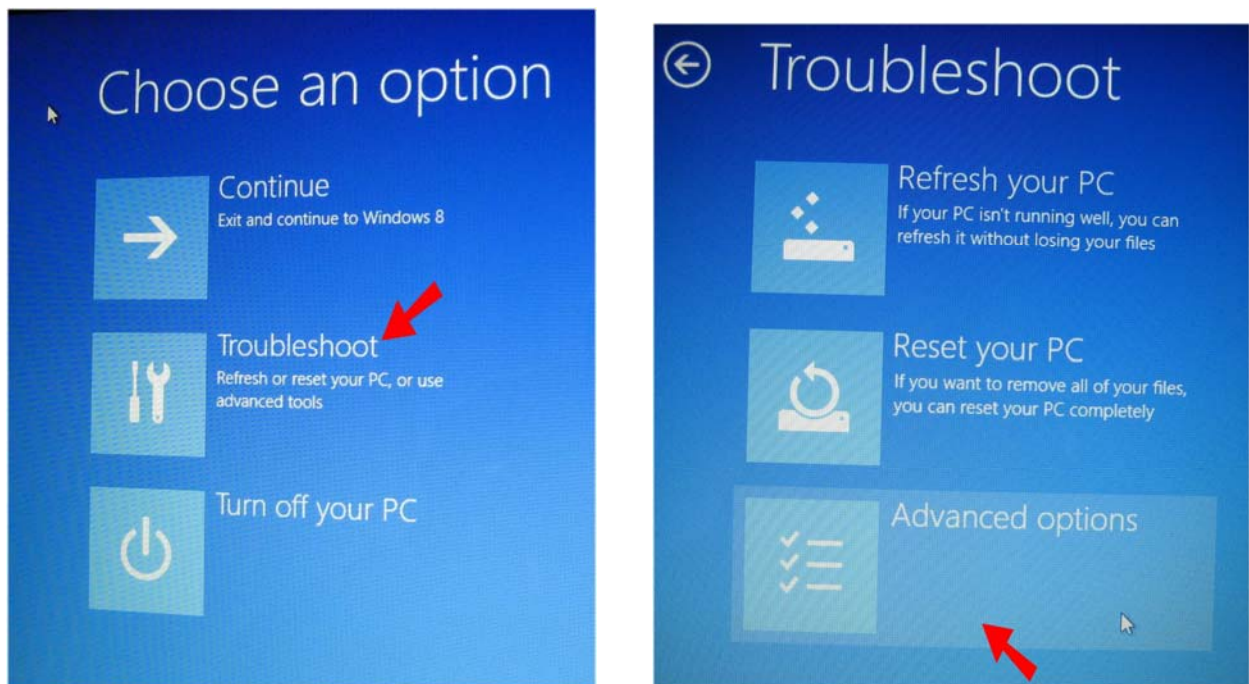 Choose an option
Continue
Exit and continue to Windows 8
Troubleshoot
Refresh or reset your PC, or use
advanced tools
Turn off your PC
Troubleshoot
Refresh your PC
If your PC isn't running well, you can
refresh it without losing your files
Reset your PC
If you want to remove all of your files,
you can reset your PC completely
Advanced options